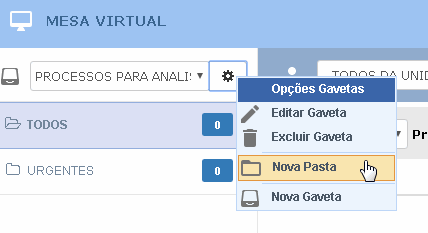 MESA VIRTUAL
PROCESSOS PARA ANALIS
TODOS DA UNID
Opções Gavetas
Editar Gaveta
TODOS 0
Pr
Excluir Gaveta
URGENTES 0
Nova Pasta
Nova Gaveta